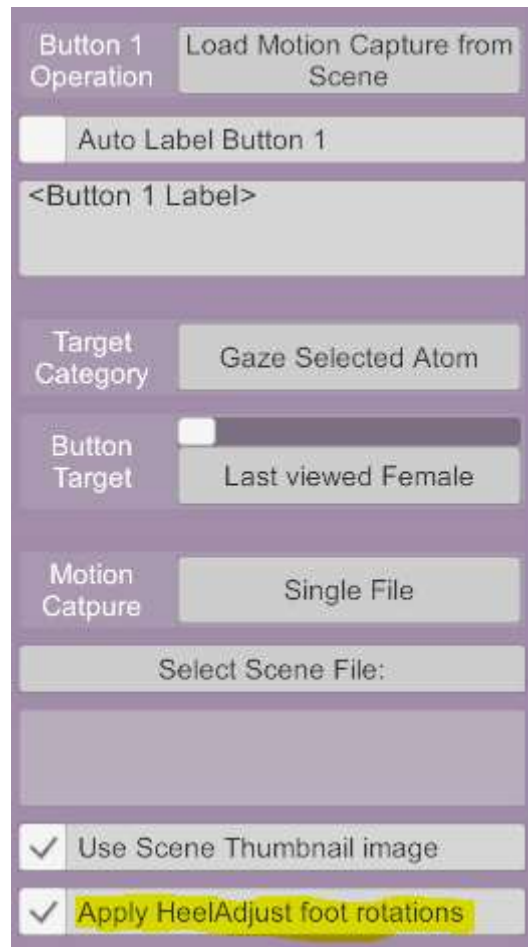 Button 1
Operation
Load Motion Capture from
Scene
Auto Label Button 1
<Button 1 Label>
Target
Category
Gaze Selected Atom
Button
Target
Last viewed Female
Motion
Catpure
Single File
Select Scene File:
Use Scene Thumbnail image
Apply HeelAdjust foot rotations